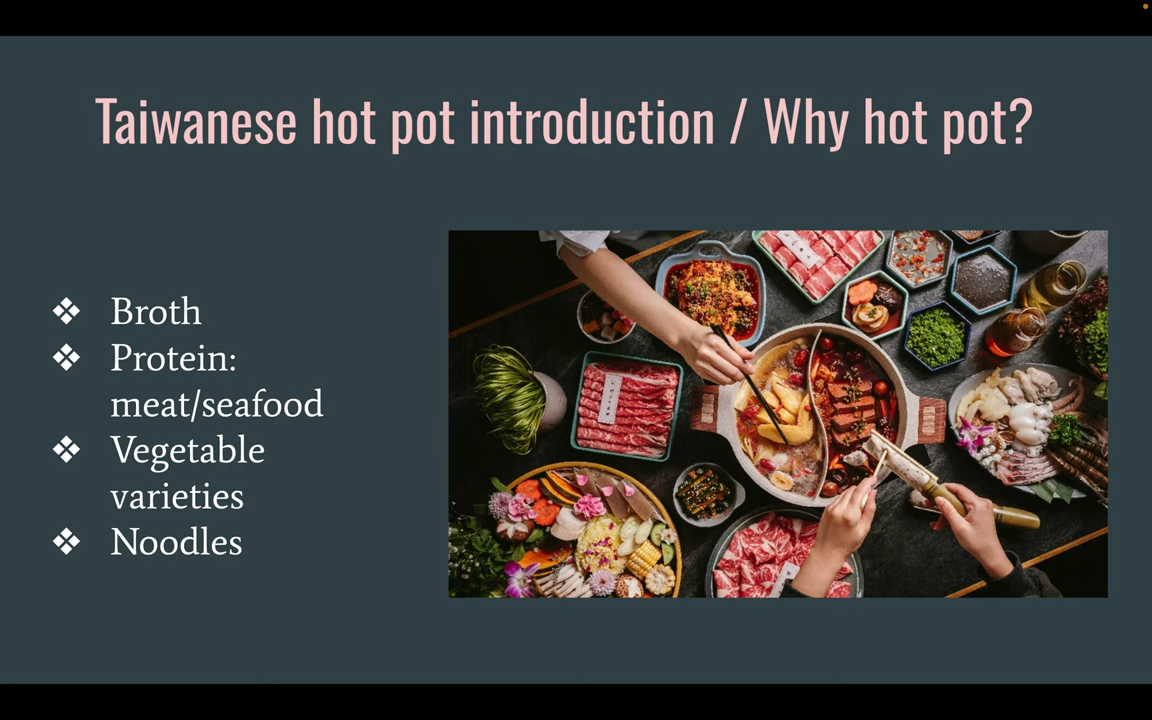 Taiwanese hot pot introduction / Why hot pot?
❖ Broth
❖ Protein:
meat/seafood
❖ Vegetable
varieties
❖ Noodles